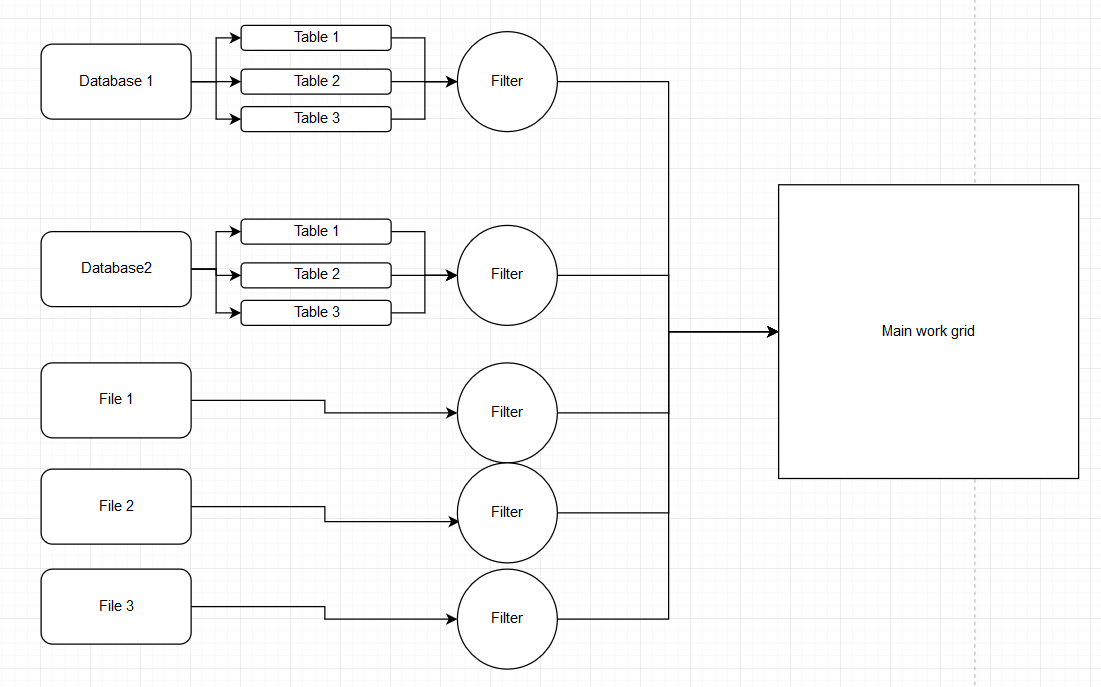 Database 1
Table 1
Table 2
Table 3
Filter
Database2
Table 1
Table 2
Table 3
Filter
Main work grid
File 1
Filter
File 2
Filter
File 3
Filter